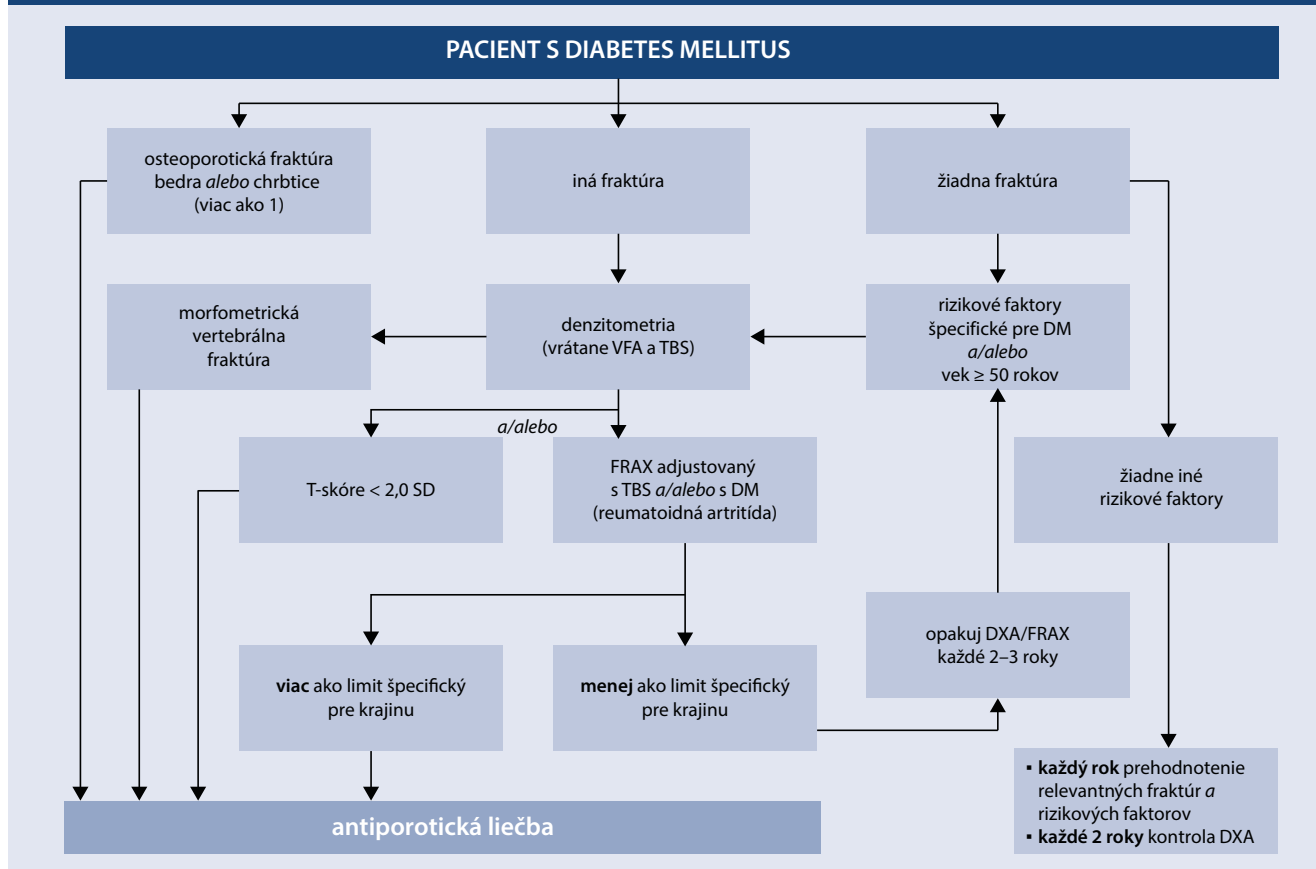 PACIENT S DIABETES MELLITUS
osteoporotická fraktúra
bedra alebo chrbtice
(viac ako 1)
iná fraktúra
žiadna fraktúra
morfometrická
vertebrálna
fraktúra
denzitometria
(vrátane VFA a TBS)
rizikové faktory
špecifické pre DM
a/alebo
vek ≥ 50 rokov
a/alebo
T-skóre < 2,0 SD
FRAX adjustovaný
s TBS a/alebo s DM
(reumatoidná artritída)
žiadne iné
rizikové faktory
opakuj DXA/FRAX
každé 2–3 roky
viac ako limit špecifický
pre krajinu
menej ako limit špecifický
pre krajinu
▪ každý rok prehodnotenie
relevantných fraktúr a
rizikových faktorov
▪ každé 2 roky kontrola DXA
antiporotická liečba